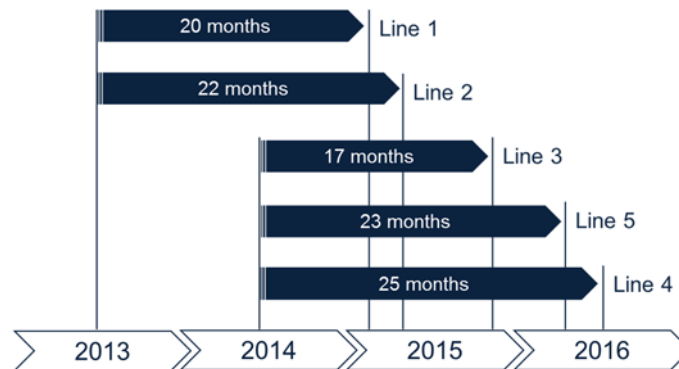 20 months Line 1
22 months Line 2
17 months Line 3
23 months Line 5
25 months Line 4
2013 2014 2015 2016